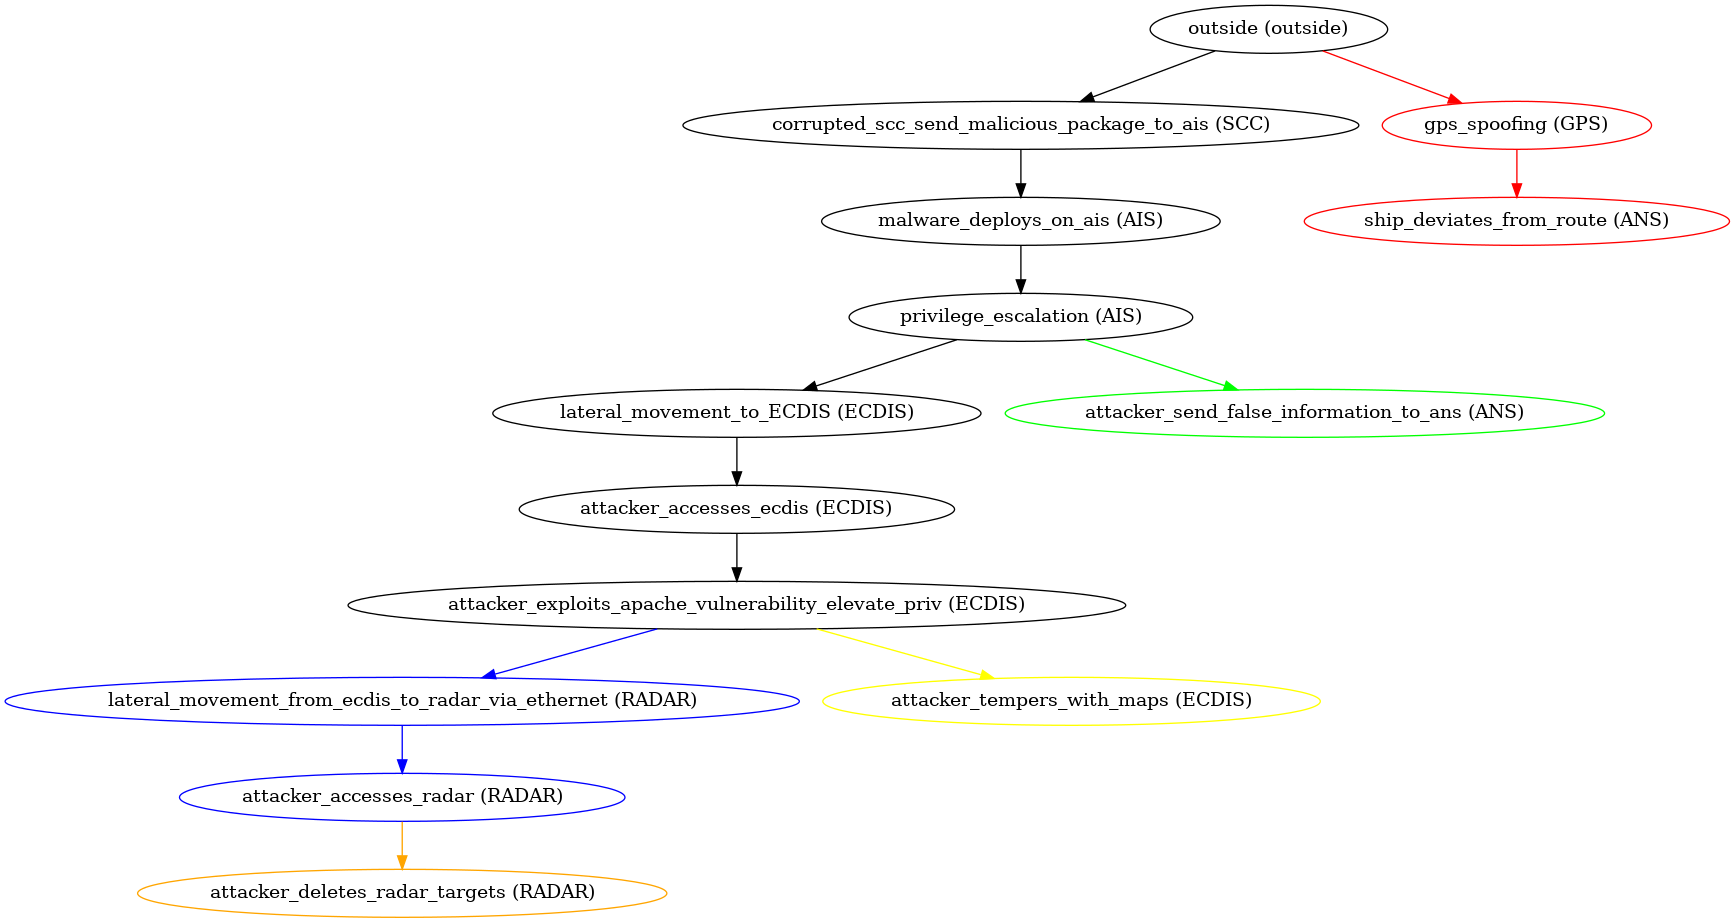 outside (outside)
corrupted_scc_send_malicious_package_to_ais (SCC)
gps_spoofing (GPS)
malware_deploys_on_ais (AIS)
ship_deviates_from_route (ANS)
privilege_escalation (AIS)
lateral_movement_to_ECDIS (ECDIS)
attacker_send_false_information_to_ans (ANS)
attacker_accesses_ecdis (ECDIS)
attacker_exploits_apache_vulnerability_elevate_priv (ECDIS)
lateral_movement_from_ecdis_to_radar_via_ethernet (RADAR)
attacker_tempers_with_maps (ECDIS)
attacker_accesses_radar (RADAR)
attacker_deletes_radar_targets (RADAR)